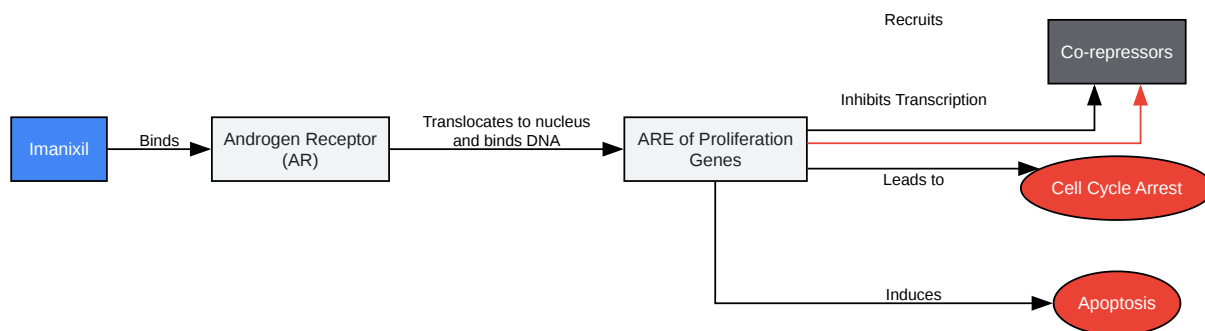 Recruits
Co-repressors
Inhibits Transcription
Imanixil
Binds
Androgen Receptor
(AR)
Translocates to nucleus
and binds DNA
ARE of Proliferation
Genes
Leads to
Cell Cycle Arrest
Induces
Apoptosis